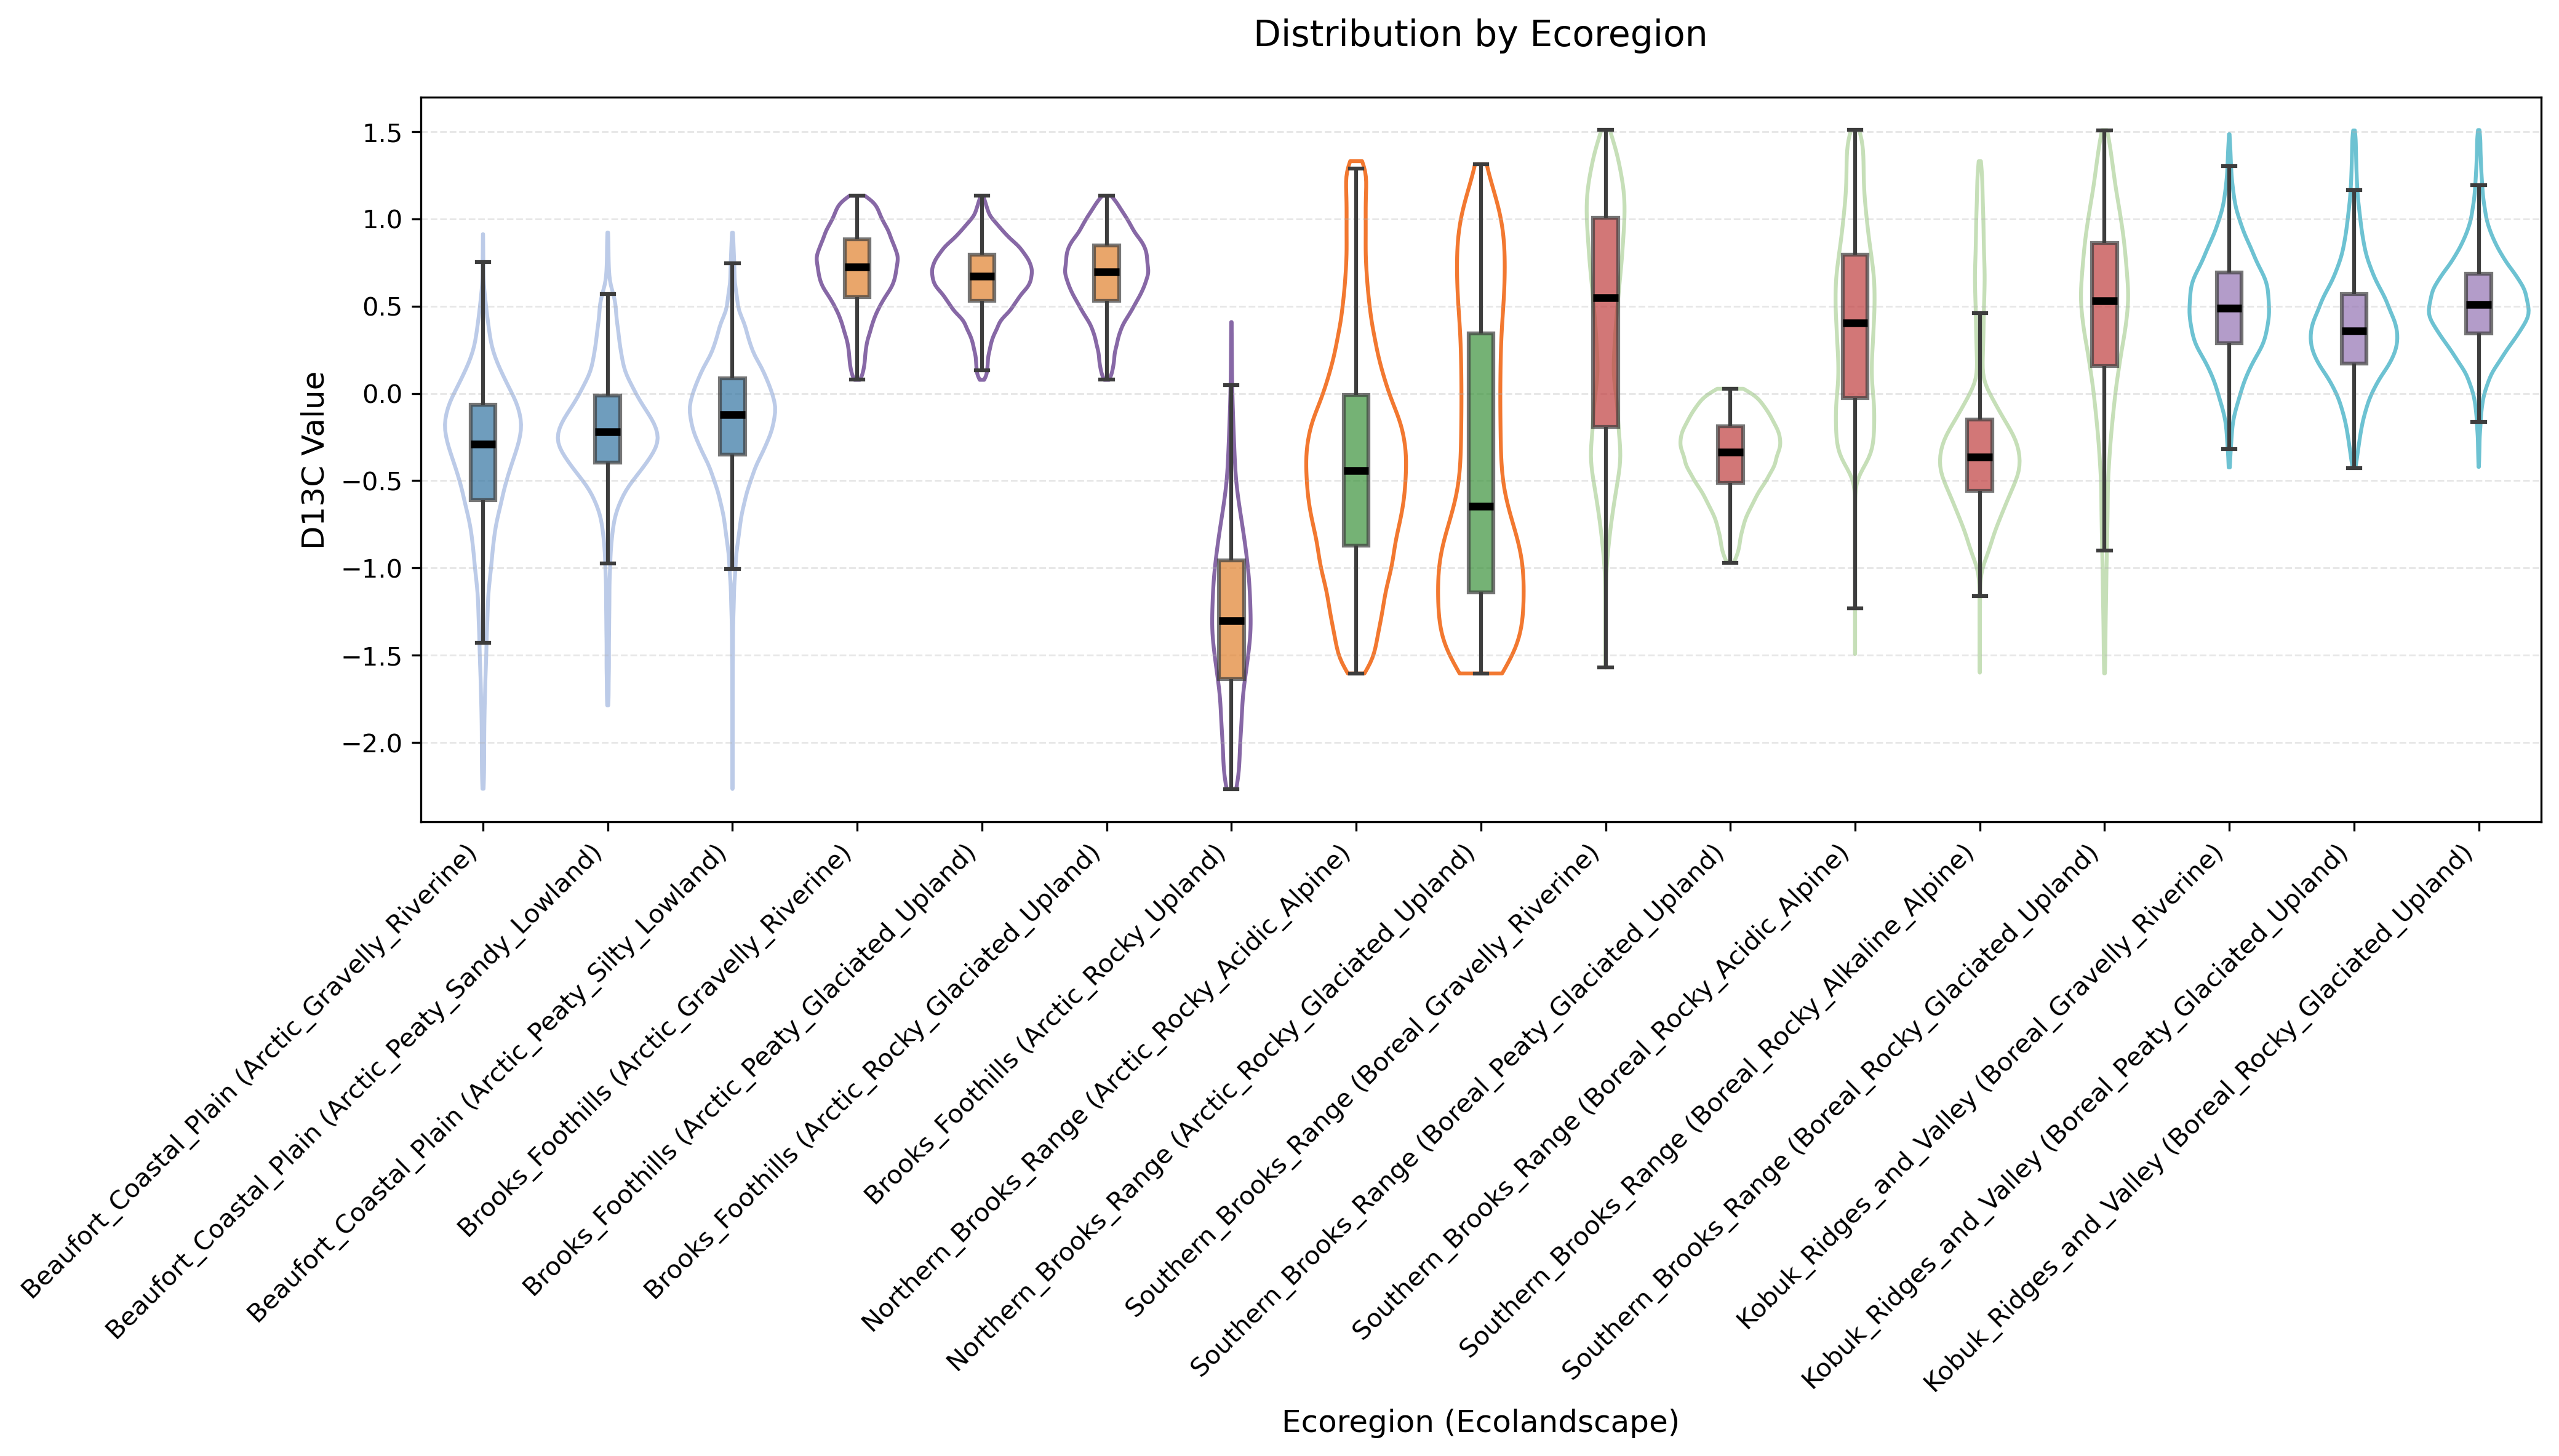 Distribution by Ecoregion
D13C Value
1.5
1.0
0.5
0.0
−0.5
−1.0
−1.5
−2.0
Beaufort_Coastal_Plain (Arctic_Gravelly_Riverine)
Beaufort_Coastal_Plain (Arctic_Peaty_Sandy_Lowland)
Beaufort_Coastal_Plain (Arctic_Peaty_Silty_Lowland)
Brooks_Foothills (Arctic_Gravelly_Riverine)
Brooks_Foothills (Arctic_Peaty_Glaciated_Upland)
Brooks_Foothills (Arctic_Rocky_Glaciated_Upland)
Brooks_Foothills (Arctic_Rocky_Upland)
Northern_Brooks_Range (Arctic_Rocky_Acidic_Alpine)
Northern_Brooks_Range (Arctic_Rocky_Glaciated_Upland)
Southern_Brooks_Range (Boreal_Gravelly_Riverine)
Southern_Brooks_Range (Boreal_Peaty_Glaciated_Upland)
Southern_Brooks_Range (Boreal_Rocky_Acidic_Alpine)
Southern_Brooks_Range (Boreal_Rocky_Alkaline_Alpine)
Southern_Brooks_Range (Boreal_Rocky_Glaciated_Upland)
Kobuk_Ridges_and_Valley (Boreal_Gravelly_Riverine)
Kobuk_Ridges_and_Valley (Boreal_Peaty_Glaciated_Upland)
Kobuk_Ridges_and_Valley (Boreal_Rocky_Glaciated_Upland)
Ecoregion (Ecolandscape)